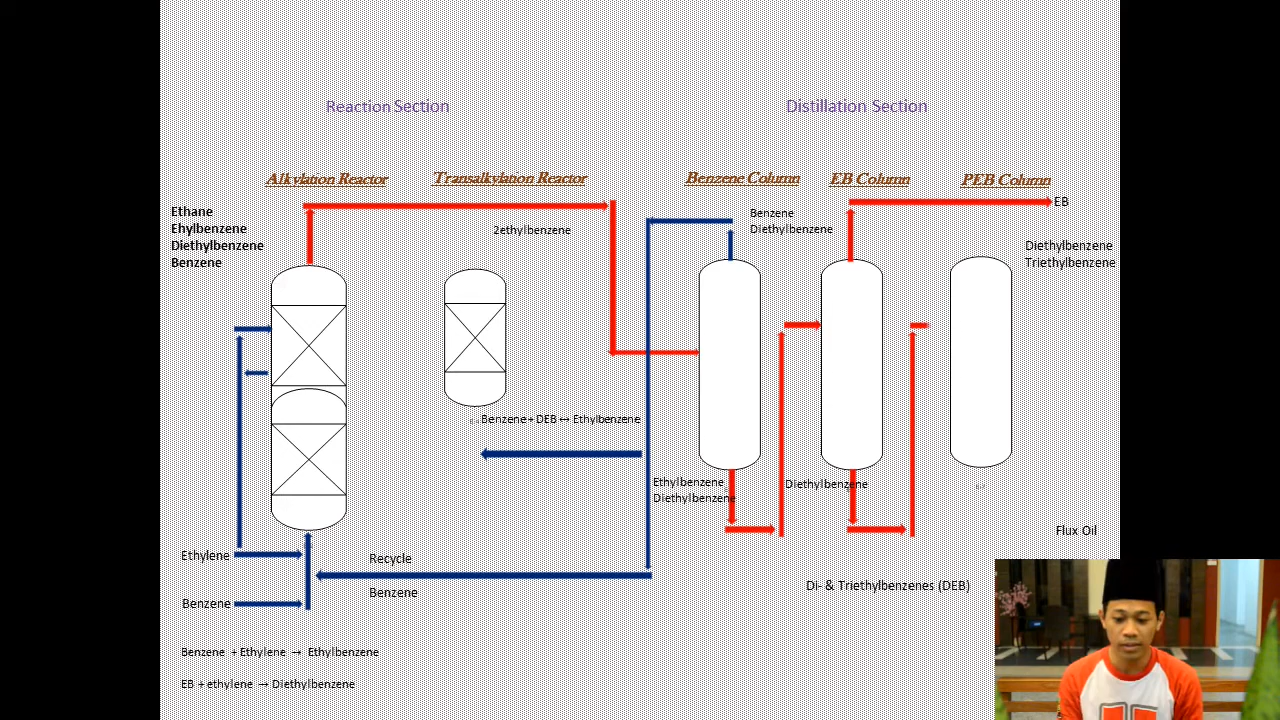 Reaction Section
Distillation Section
Alkylation Reactor
Transalkylation Reactor
Benzene Column
EB Column
PEB Column
EB
Ethane
Ehylbenzene
Diethylbenzene
Benzene
2ethylbenzene
Benzene
Diethylbenzene
Diethylbenzene
Triethylbenzene
Benzene + DEB ↔ Ethylbenzene
Ethylbenzene
Diethylbenzene
Diethylbenzene
Flux Oil
Ethylene
Recycle
Benzene
Benzene
Di- & Triethylbenzenes (DEB)
Benzene + Ethylene → Ethylbenzene
EB + ethylene → Diethylbenzene